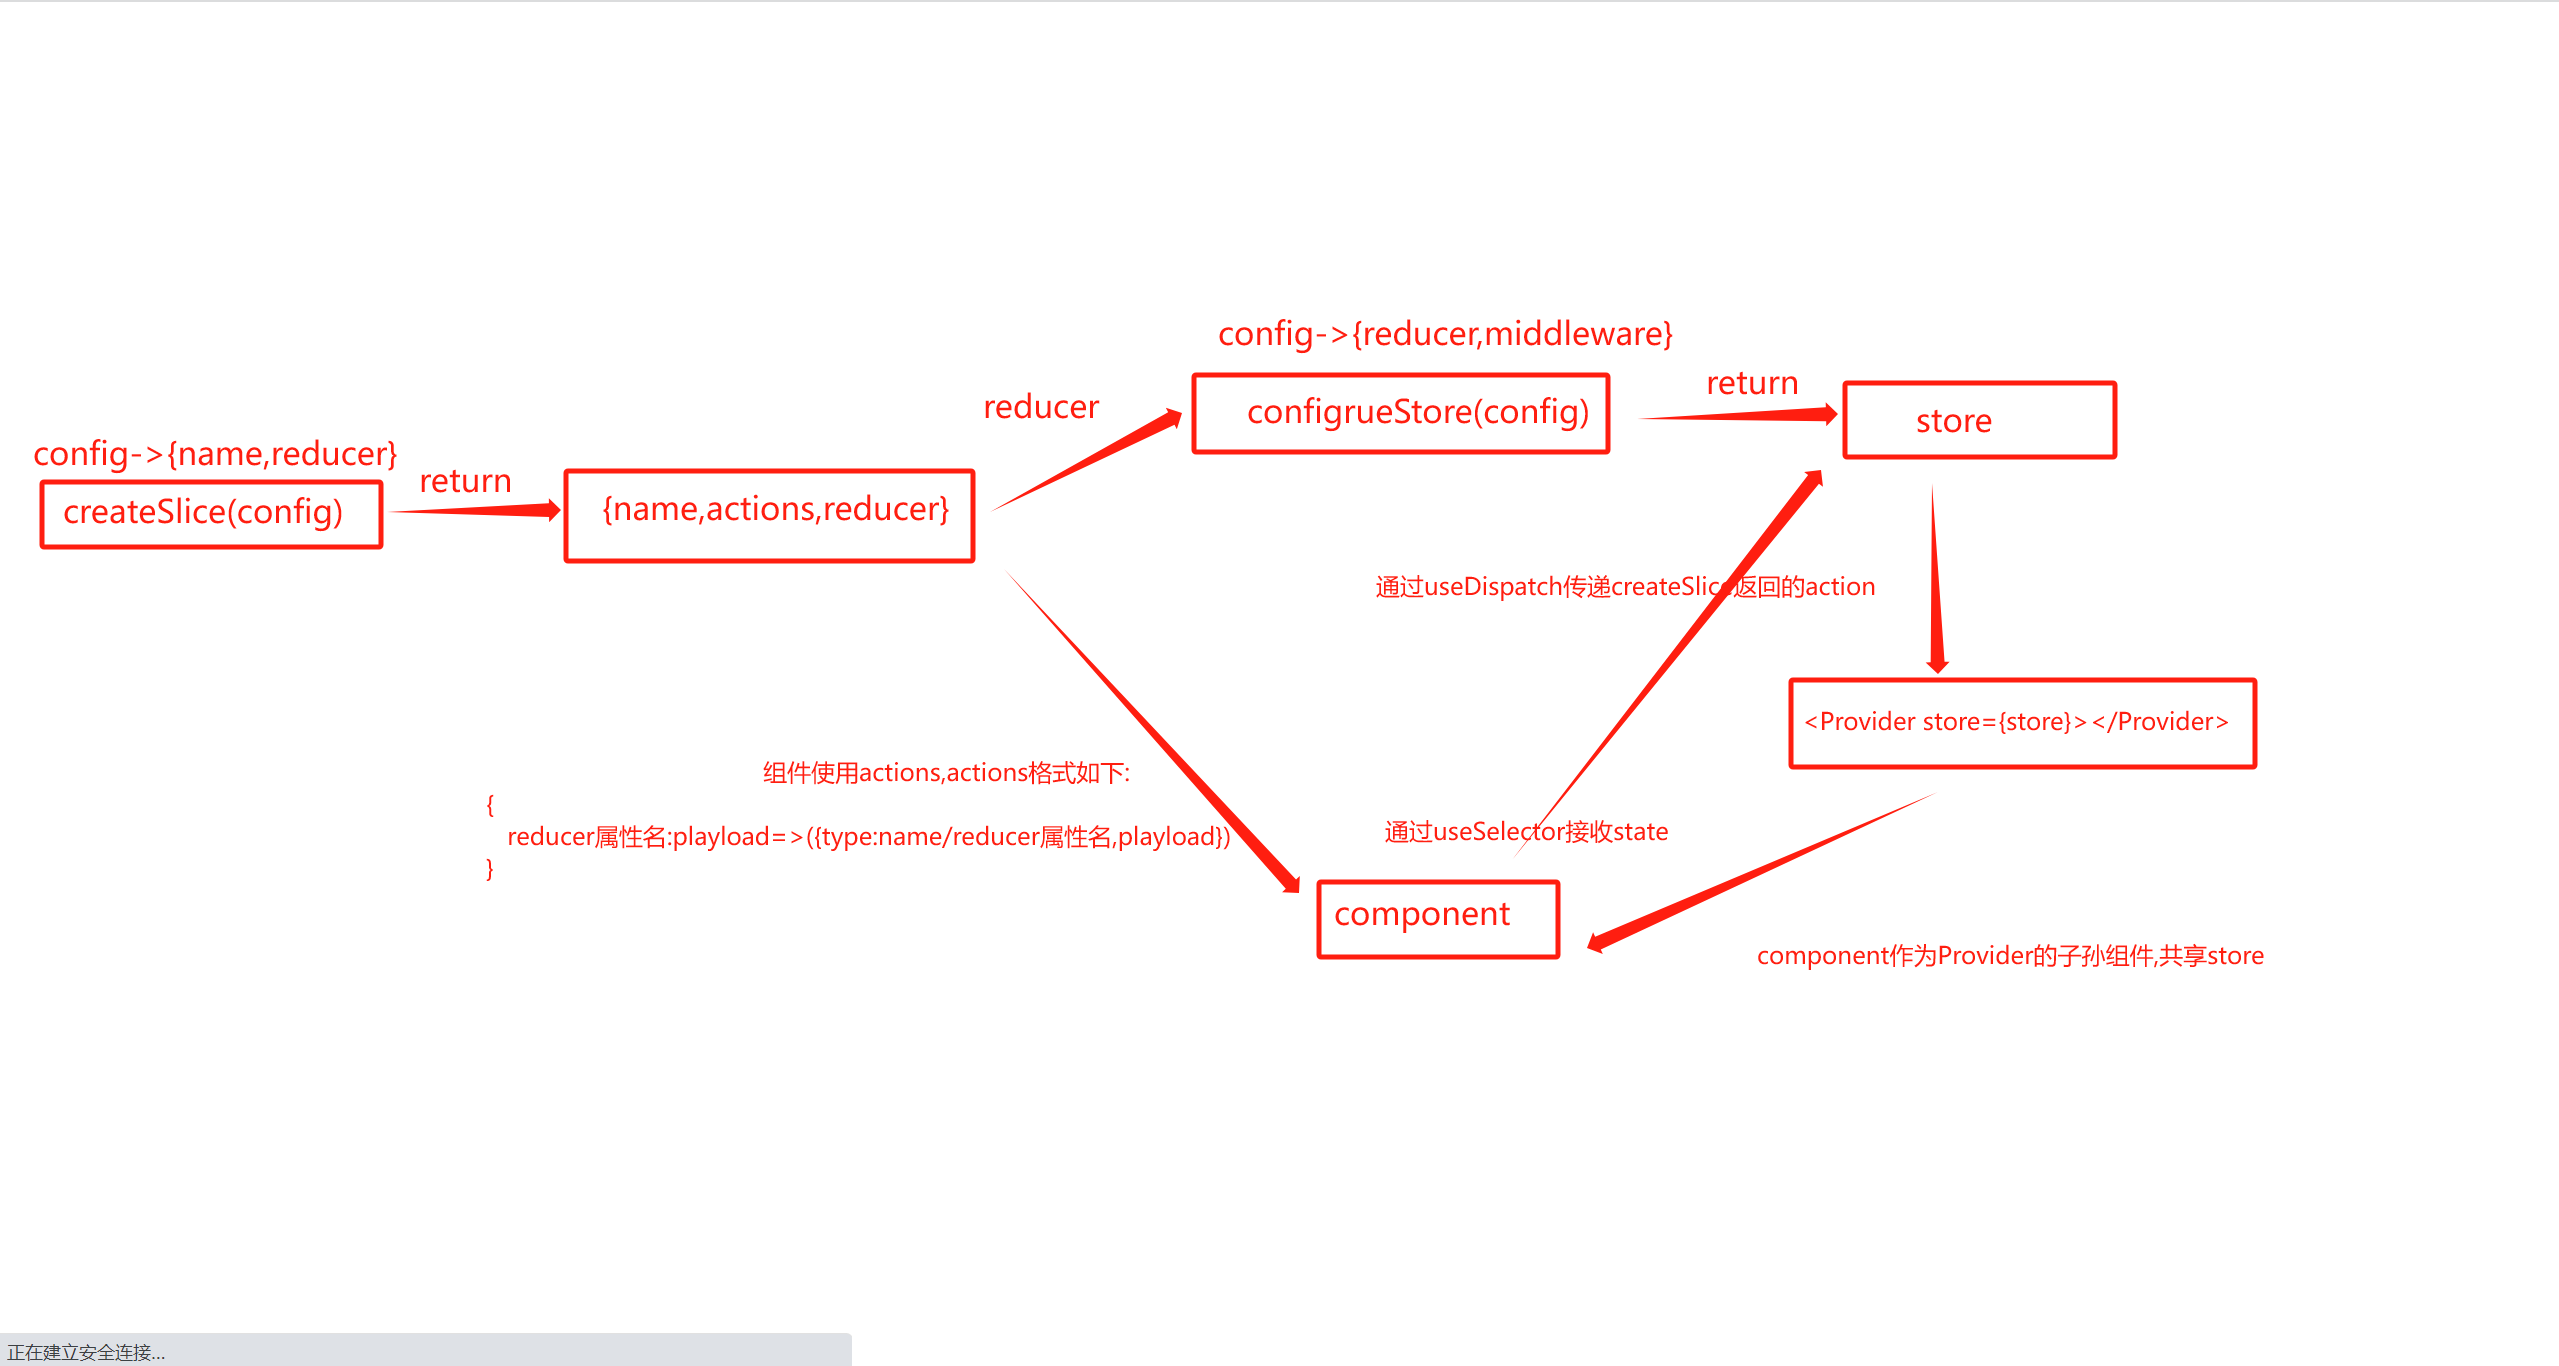 config->{reducer,middleware}
return
reducer
configrueStore(config)
store
config->{name,reducer}
return
createSlice(config)
{name,actions,reducer}
通过useDispatch传递createSlice返回的action
<Provider store={store}></Provider>
组件使用actions,actions格式如下:
{
reducer属性名:playload=>({type:name/reducer属性名,playload})
}
通过useSelector接收state
component
component作为Provider的子孙组件,共享store
正在建立安全连接...